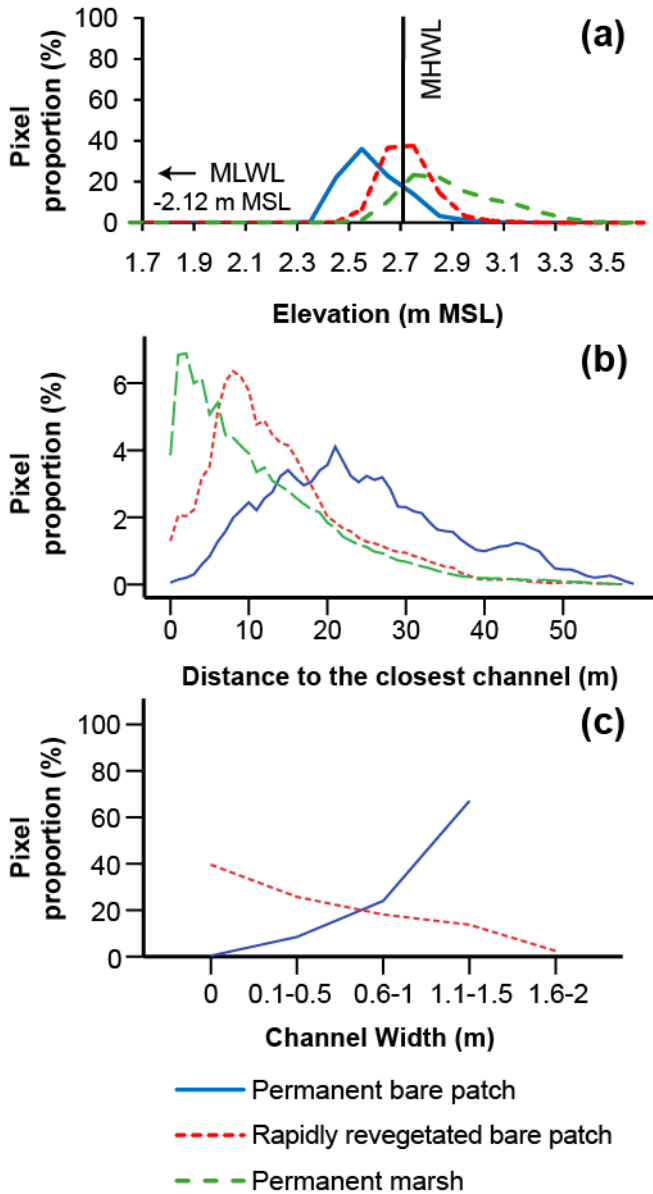 (a)
100
80
60
40
20
0
Pixel
proportion (%)
MHWL
MLWL
-2.12 m MSL
1.7 1.9 2.1 2.3 2.5 2.7 2.9 3.1 3.3 3.5
Elevation (m MSL)
(b)
6
4
2
0
Pixel
proportion (%)
0 10 20 30 40 50
Distance to the closest channel (m)
(c)
100
80
60
40
20
0
Pixel
proportion (%)
0 0.1-0.5 0.6-1 1.1-1.5 1.6-2
Channel Width (m)
Permanent bare patch
Rapidly revegetated bare patch
Permanent marsh